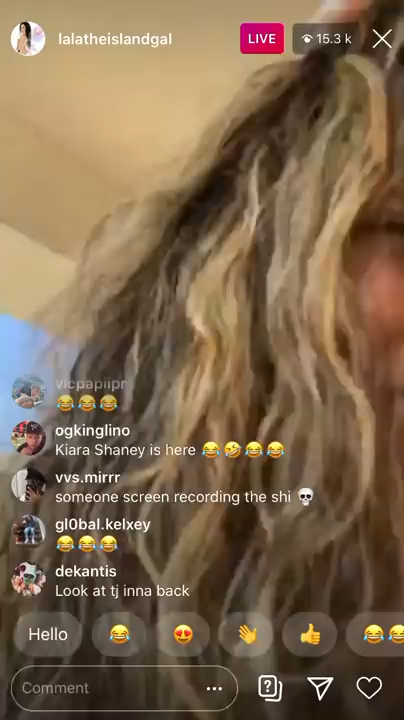 lalatheislandgal LIVE 15.3 k
vicpapiipr
😂😂😂
ogkinglino
Kiara Shaney is here 😂🤣😂😂
vvs.mirrr
someone screen recording the shi 💀
gl0bal.kelxey
😂😂😂
dekantis
Look at tj inna back
Hello 😂 😍 👋 👍 😂😂
Comment